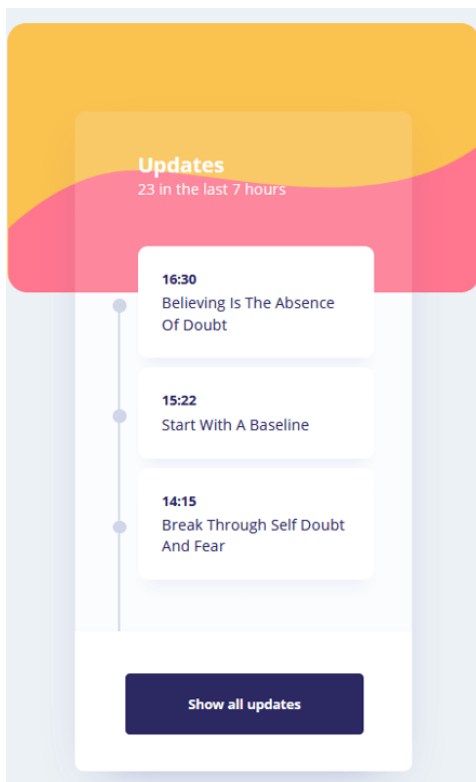 Updates
23 in the last 7 hours
16:30
Believing Is The Absence
Of Doubt
15:22
Start With A Baseline
14:15
Break Through Self Doubt
And Fear
Show all updates